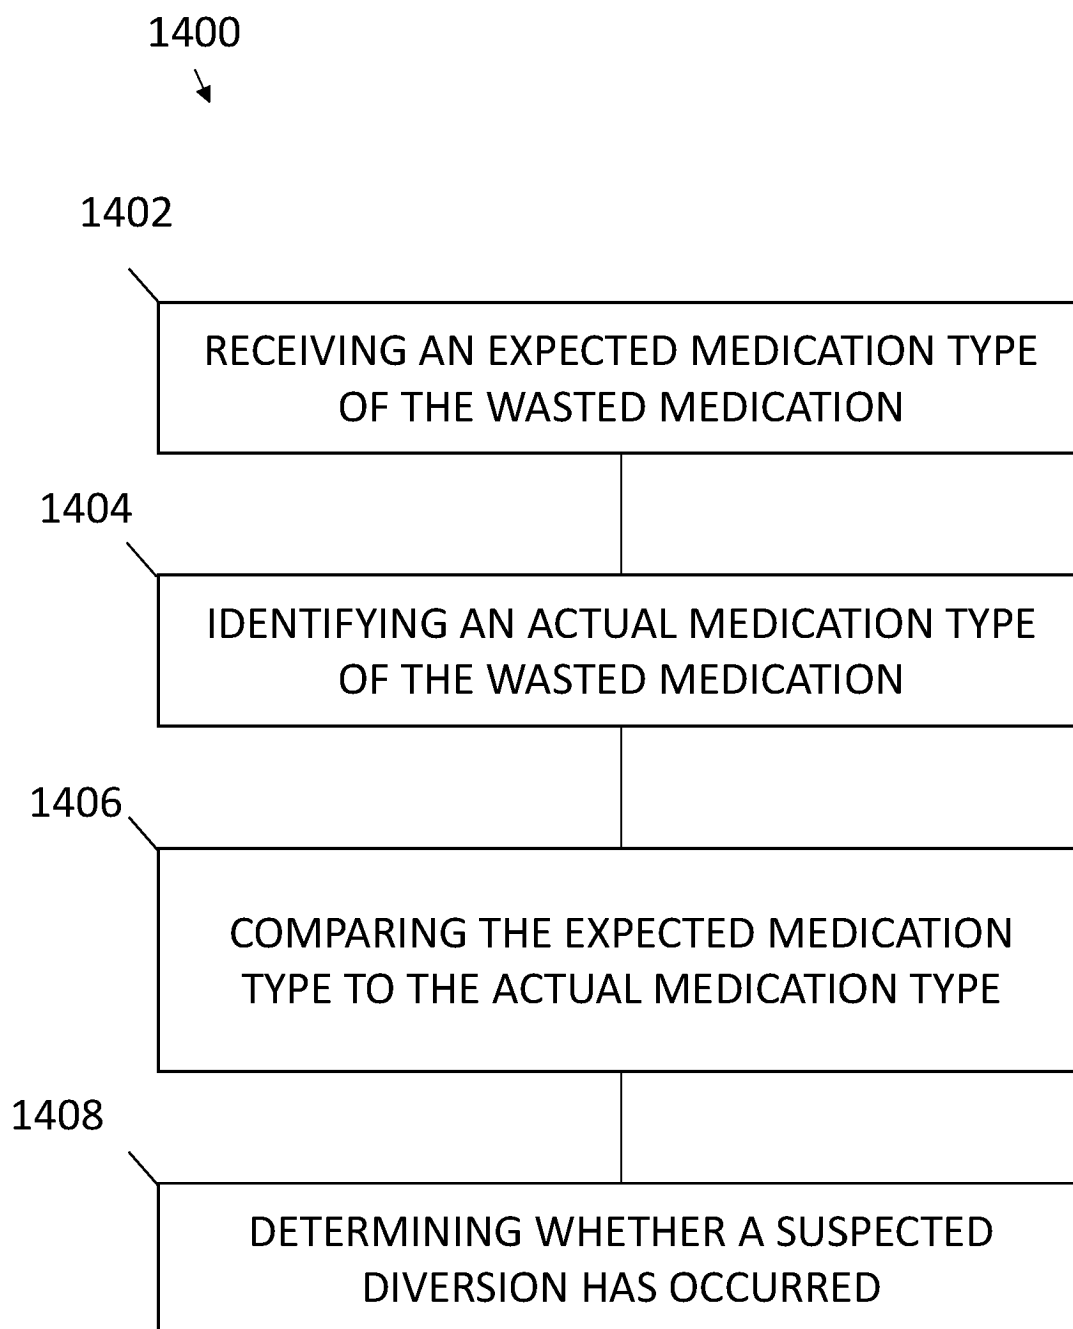 1400
1402
RECEIVING AN EXPECTED MEDICATION TYPE
OF THE WASTED MEDICATION
1404
IDENTIFYING AN ACTUAL MEDICATION TYPE
OF THE WASTED MEDICATION
1406
COMPARING THE EXPECTED MEDICATION
TYPE TO THE ACTUAL MEDICATION TYPE
1408
DETERMINING WHETHER A SUSPECTED
DIVERSION HAS OCCURRED